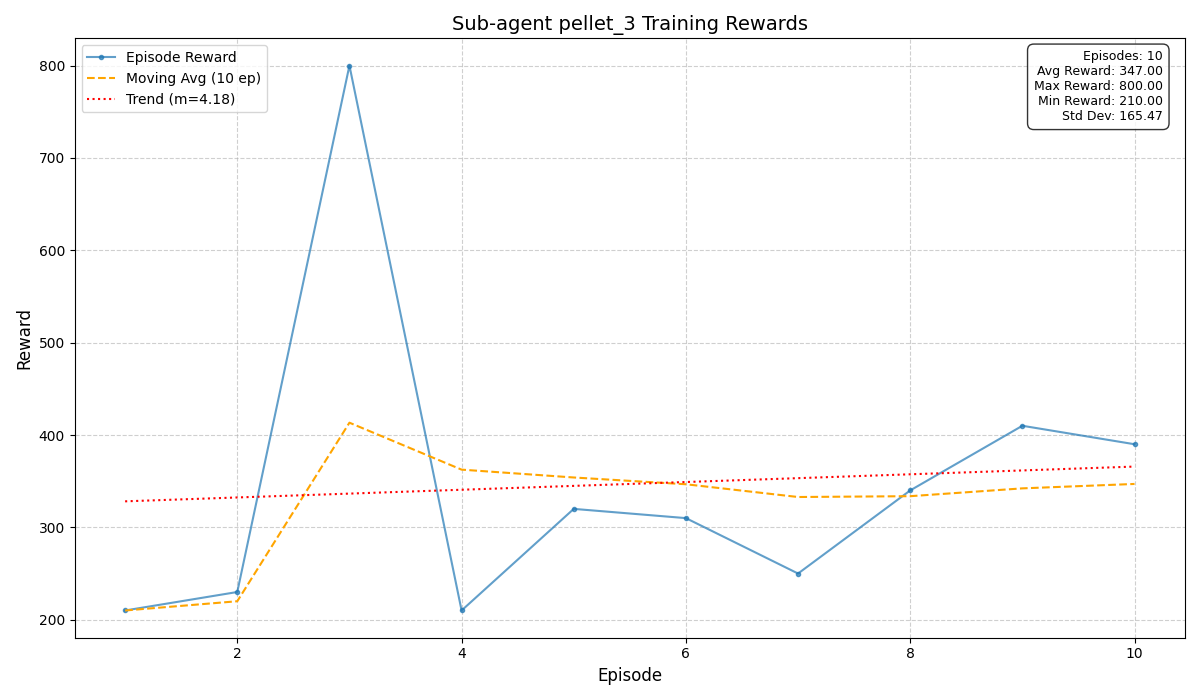 Sub-agent pellet_3 Training Rewards
Episode Reward
Moving Avg (10 ep)
Trend (m=4.18)
Episodes: 10
Avg Reward: 347.00
Max Reward: 800.00
Min Reward: 210.00
Std Dev: 165.47
Reward
800
700
600
500
400
300
200
2 4 6 8 10
Episode